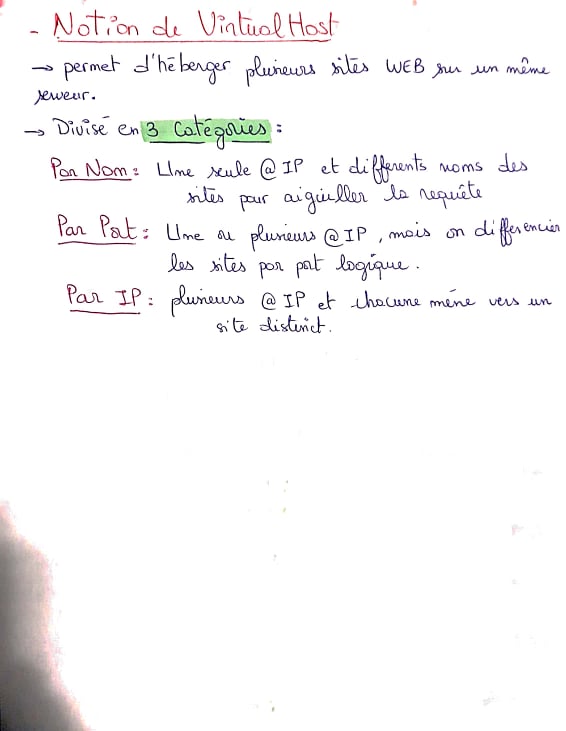 - Notion de Virtual Host
→ permet d'héberger plusieurs sites WEB sur un même
serveur.
→ Divisé en 3 Catégories :
Par Nom : Une seule @ IP et différents noms des
sites pour aiguiller la requête
Par Port : Une ou plusieurs @ IP, mais on différencier
les sites par port logique.
Par IP : plusieurs @ IP et chacune mène vers un
site distinct.